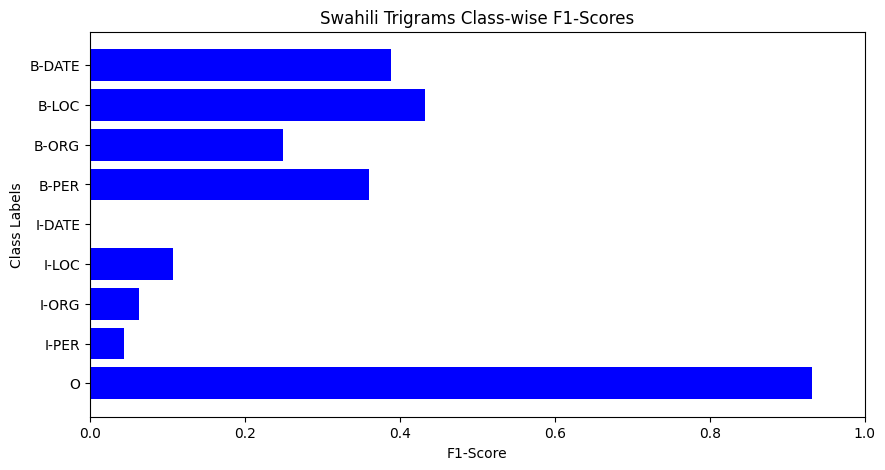 Swahili Trigrams Class-wise F1-Scores
B-DATE
B-LOC
B-ORG
B-PER
I-DATE
I-LOC
I-ORG
I-PER
O
Class Labels
0.0 0.2 0.4 0.6 0.8 1.0
F1-Score